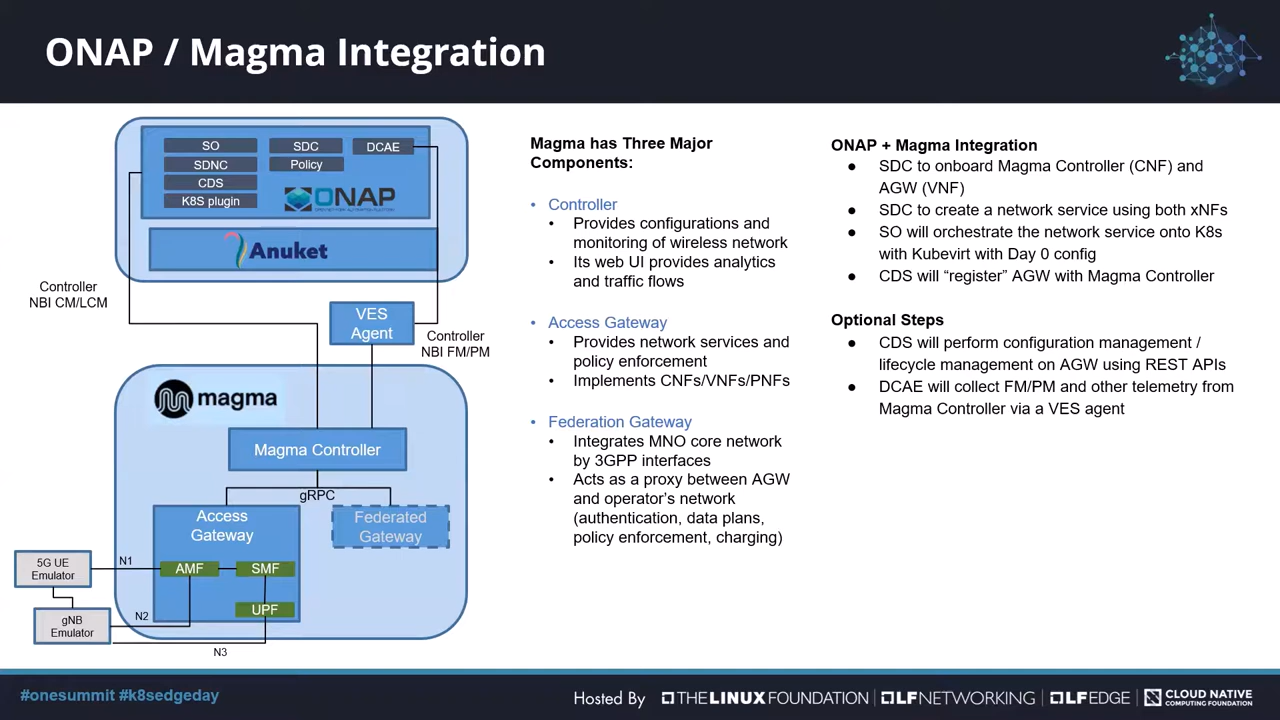 ONAP / Magma Integration
SO
SDNC
CDS
K8S plugin
SDC
Policy
DCAE
ONAP
Anuket
Controller
NBI CM/LCM
VES
Agent
Controller
NBI FM/PM
magma
Magma Controller
gRPC
Access
Gateway
Federated
Gateway
AMF
SMF
UPF
5G UE
Emulator
gNB
Emulator
N1
N2
N3
Magma has Three Major
Components:
• Controller
• Provides configurations and
monitoring of wireless network
• Its web UI provides analytics
and traffic flows
• Access Gateway
• Provides network services and
policy enforcement
• Implements CNFs/VNFs/PNFs
• Federation Gateway
• Integrates MNO core network
by 3GPP interfaces
• Acts as a proxy between AGW
and operator's network
(authentication, data plans,
policy enforcement, charging)
ONAP + Magma Integration
● SDC to onboard Magma Controller (CNF) and
AGW (VNF)
● SDC to create a network service using both xNFs
● SO will orchestrate the network service onto K8s
with Kubevirt with Day 0 config
● CDS will “register” AGW with Magma Controller
Optional Steps
● CDS will perform configuration management /
lifecycle management on AGW using REST APIs
● DCAE will collect FM/PM and other telemetry from
Magma Controller via a VES agent
#onesummit #k8sedgeday
Hosted By
THE LINUX FOUNDATION
LFNETWORKING
LFEDGE
CLOUD NATIVE
COMPUTING FOUNDATION